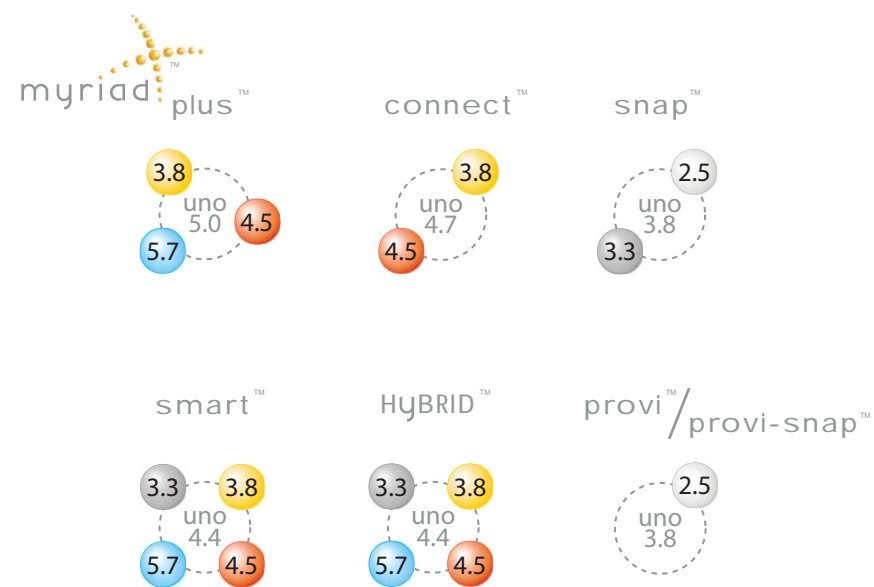 myriad™ plus™
connect™
snap™
3.8
uno
5.0
4.5
5.7
3.8
uno
4.7
4.5
2.5
uno
3.8
3.3
smart™
HyBRID™
provi™/provi-snap™
3.3
3.8
uno
4.4
5.7
4.5
3.3
3.8
uno
4.4
5.7
4.5
2.5
uno
3.8